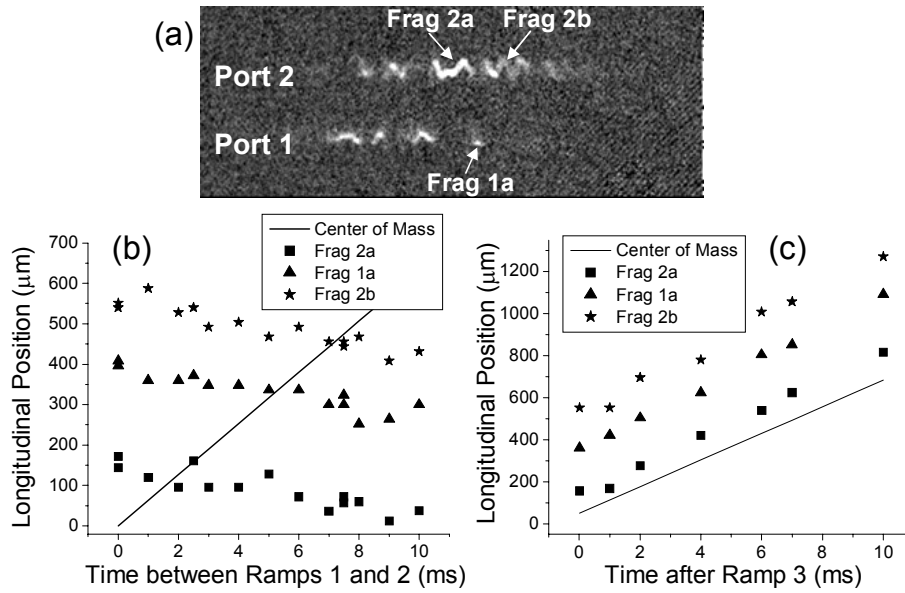 (a)
Frag 2a
Frag 2b
Port 2
Port 1
Frag 1a
(b)
Center of Mass
Frag 2a
Frag 1a
Frag 2b
Longitudinal Position (μm)
700
600
500
400
300
200
100
0
0 2 4 6 8 10
Time between Ramps 1 and 2 (ms)
(c)
Center of Mass
Frag 2a
Frag 1a
Frag 2b
Longitudinal Position (μm)
1200
1000
800
600
400
200
0
0 2 4 6 8 10
Time after Ramp 3 (ms)